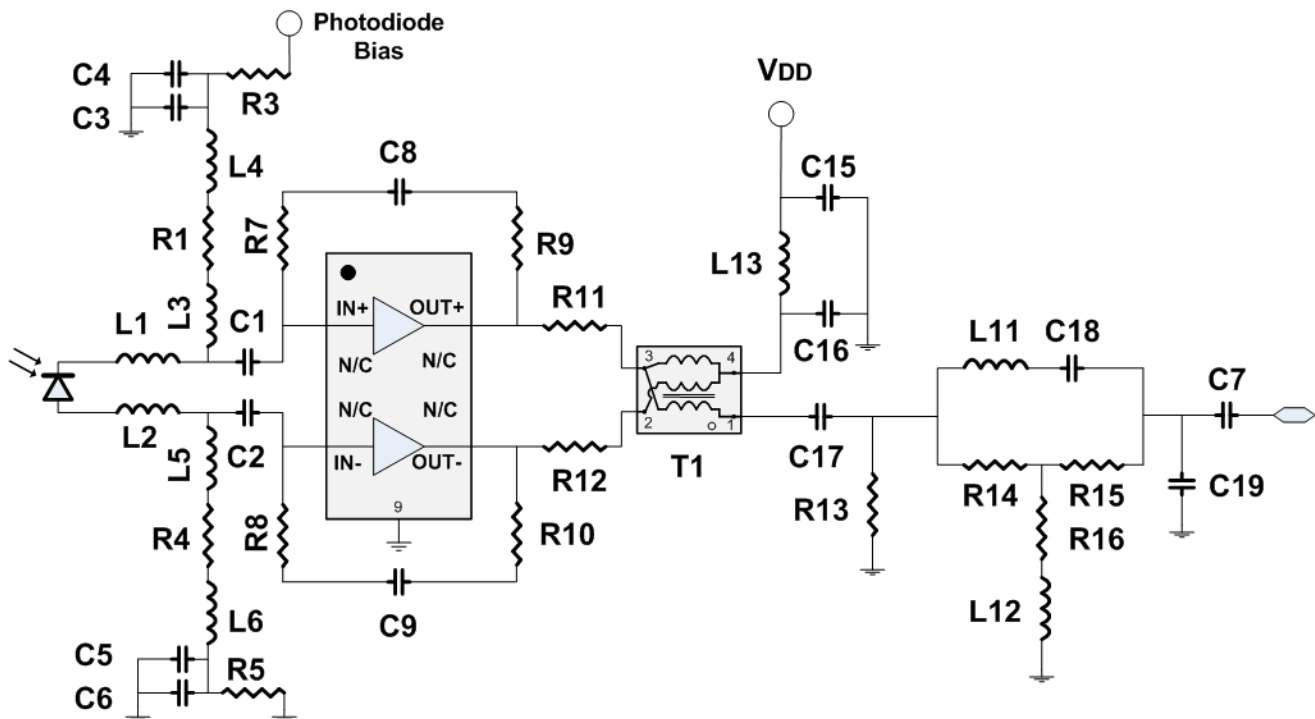 Photodiode
Bias
C4
C3
R3
VDD
L4
C8
C15
R1
R7
R9
L13
L3
L1
C1
IN+
OUT+
R11
C16
L11
C18
N/C
N/C
3
4
C7
N/C
N/C
L2
C2
L5
IN-
OUT-
2
1
R12
T1
C17
R14
R15
C19
R13
R4
R8
9
R10
R16
L12
L6
C9
C5
C6
R5